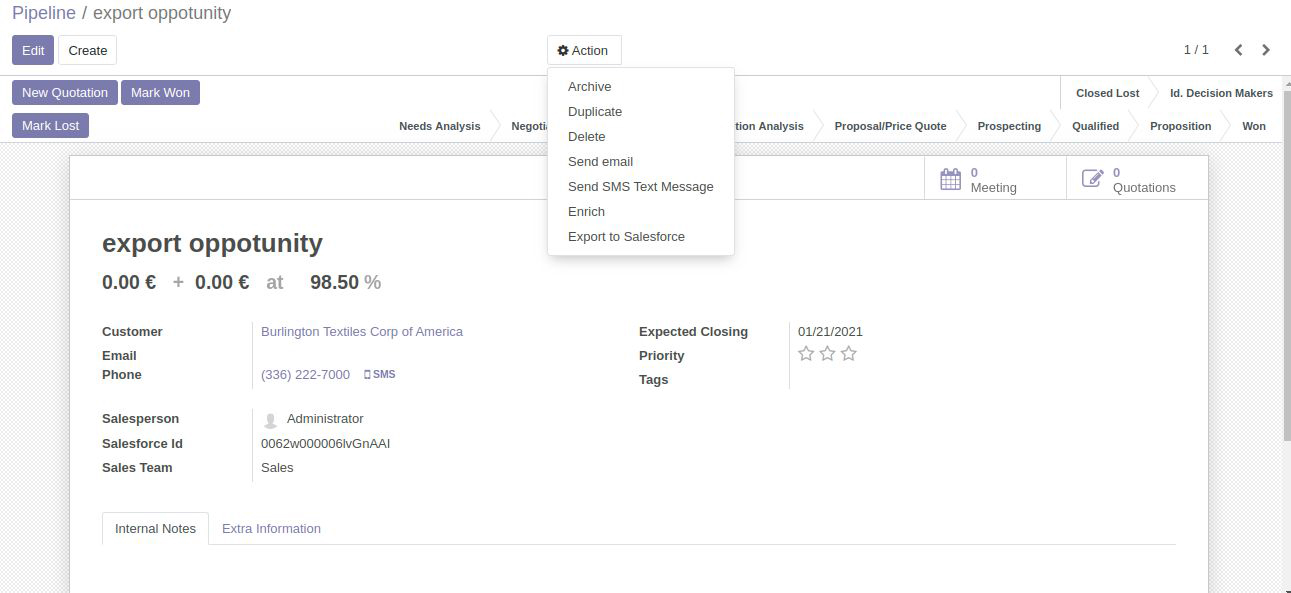 Pipeline / export oppotunity
Edit Create Action 1 / 1
New Quotation Mark Won Closed Lost Id. Decision Makers
Mark Lost Needs Analysis Analysis Proposal/Price Quote Prospecting Qualified Proposition Won
Archive
Duplicate
Delete
Send email
Send SMS Text Message
Enrich
Export to Salesforce
0 Meeting
0 Quotations
export oppotunity
0.00 € + 0.00 € at 98.50 %
Customer Burlington Textiles Corp of America
Email
Phone (336) 222-7000 SMS
Expected Closing 01/21/2021
Priority
Tags
Salesperson Administrator
Salesforce Id 0062w000006lvGnAAI
Sales Team Sales
Internal Notes Extra Information